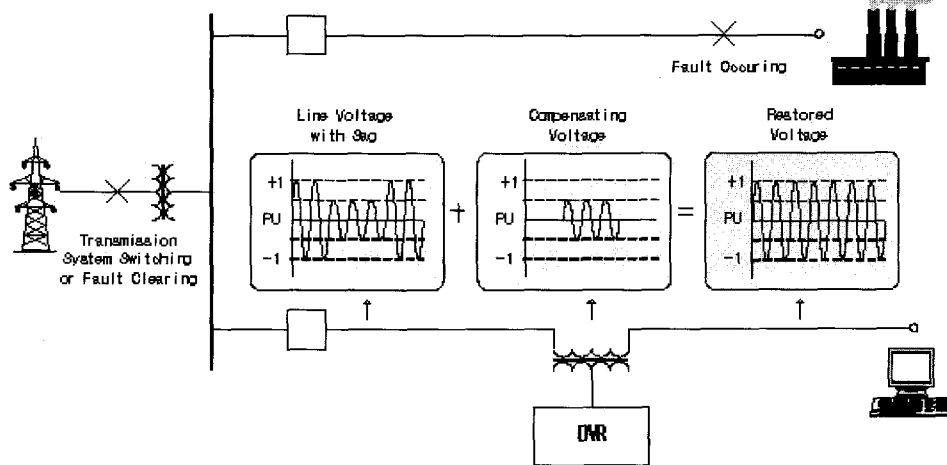 Fault Occuring
Line Voltage
with Sag
Compensating
Voltage
Restored
Voltage
+1
PU
-1
+
+1
PU
-1
=
+1
PU
-1
Transmission
System Switching
or Fault Clearing
DVR